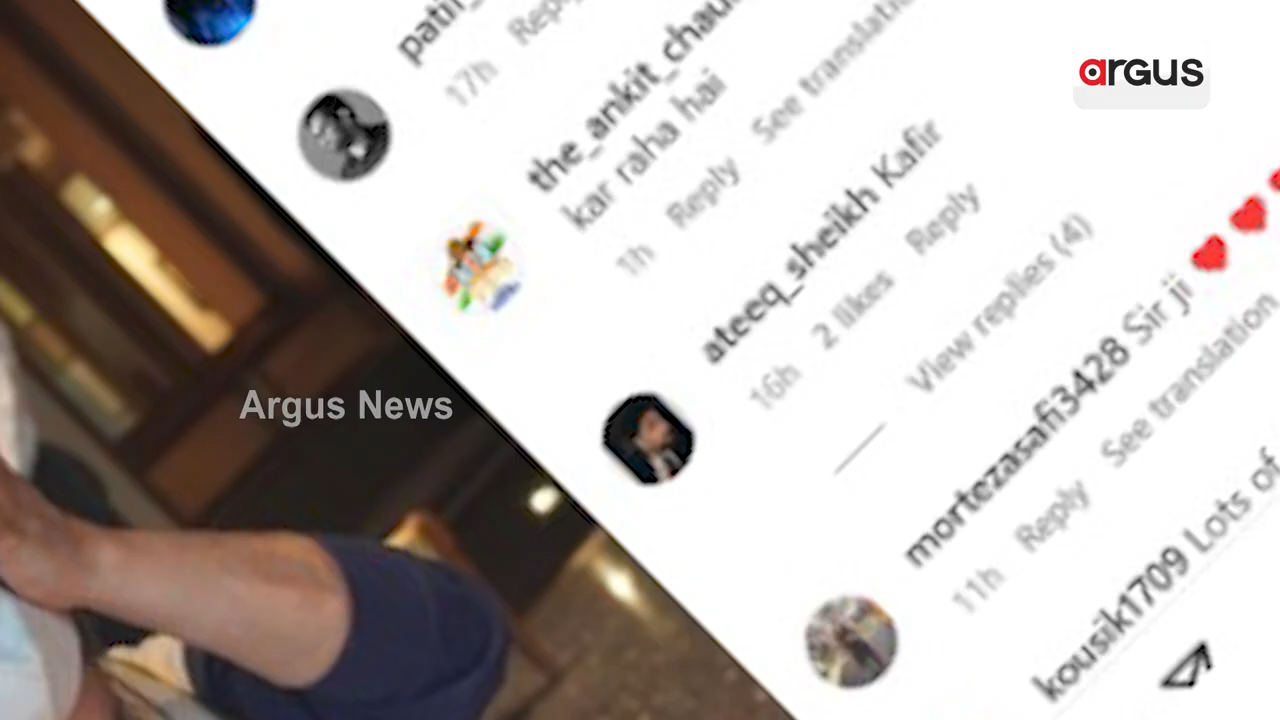 argus
17h Reply
the_ankit_chau
kar raha hai
1h Reply See translation
ateeq_sheikh Kafir
16h 2 likes Reply
View replies (4)
mortezasafi3428 Sir ji
11h Reply See translation
kousik1709 Lots of
Argus News